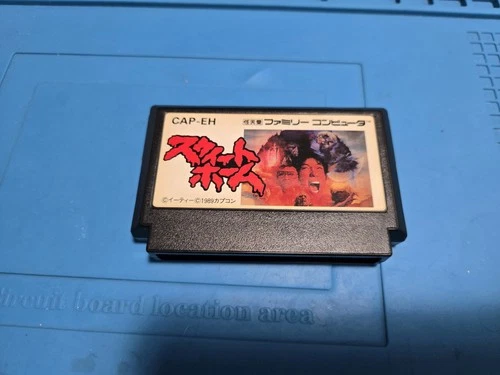 CAP-EH
任天堂 ファミリー コンピュータ
スウィート
ホーム
©イーティー©1989カプコン
circuit board location area